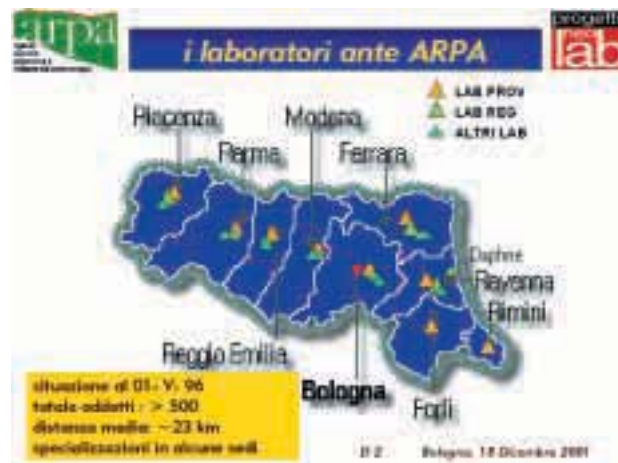 arpa
i laboratori ante ARPA
progetto
lab
LAB PROV
LAB REG
ALTRI LAB
Piacenza
Modena
Parma
Ferrara
Daphne
Ravenna
Rimini
Reggio Emilia
Bologna
Forlì
situazione al 01. V. 96
totale addetti : > 500
distanza media: ~23 km
specializzazioni in alcune sedi
Bologna, 18 Dicembre 2001